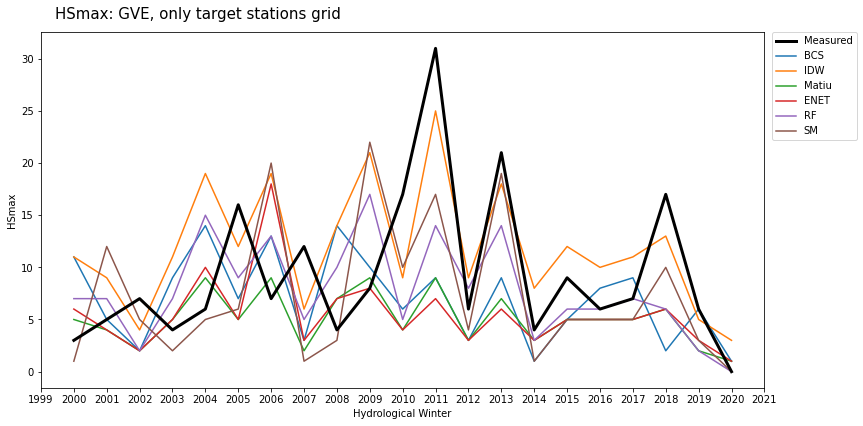 HSmax: GVE, only target stations grid
Measured
BCS
IDW
Matiu
ENET
RF
SM
HSmax
30
25
20
15
10
5
0
1999 2000 2001 2002 2003 2004 2005 2006 2007 2008 2009 2010 2011 2012 2013 2014 2015 2016 2017 2018 2019 2020 2021
Hydrological Winter